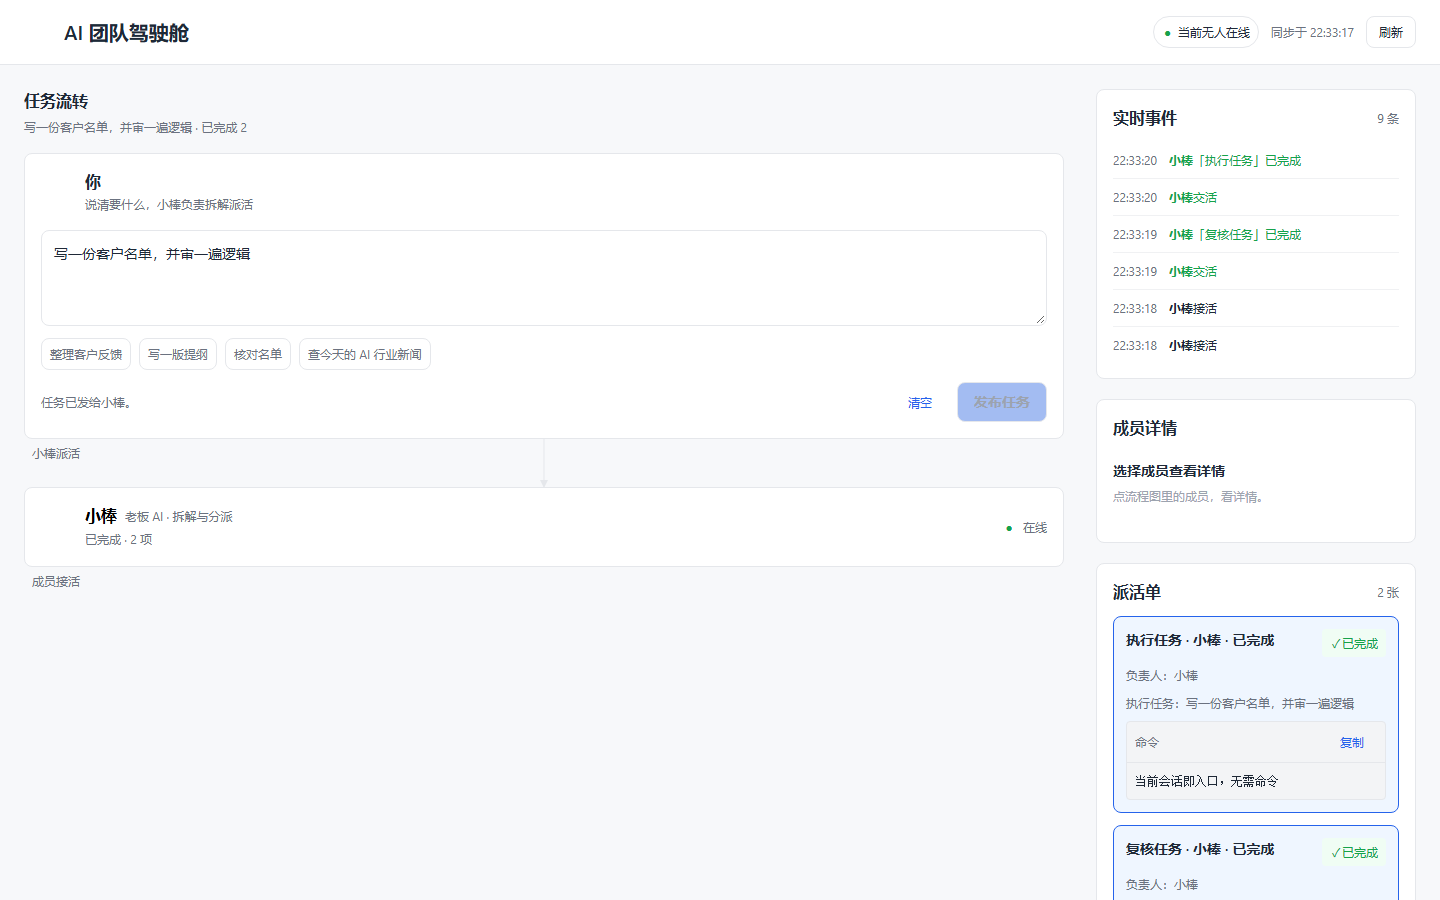 AI 团队驾驶舱
当前无人在线
同步于 22:33:17
刷新
任务流转
写一份客户名单，并审一遍逻辑 · 已完成 2
你
说清要什么，小棒负责拆解派活
写一份客户名单，并审一遍逻辑
整理客户反馈
写一版提纲
核对名单
查今天的 AI 行业新闻
任务已发给小棒。
清空
发布任务
小棒派活
小棒 老板 AI · 拆解与分派
已完成 · 2 项
在线
成员接活
实时事件
9 条
22:33:20 小棒「执行任务」已完成
22:33:20 小棒交活
22:33:19 小棒「复核任务」已完成
22:33:19 小棒交活
22:33:18 小棒接活
22:33:18 小棒接活
成员详情
选择成员查看详情
点流程图里的成员，看详情。
派活单
2 张
执行任务 · 小棒 · 已完成
✓已完成
负责人：小棒
执行任务：写一份客户名单，并审一遍逻辑
命令
复制
当前会话即入口，无需命令
复核任务 · 小棒 · 已完成
✓已完成
负责人：小棒